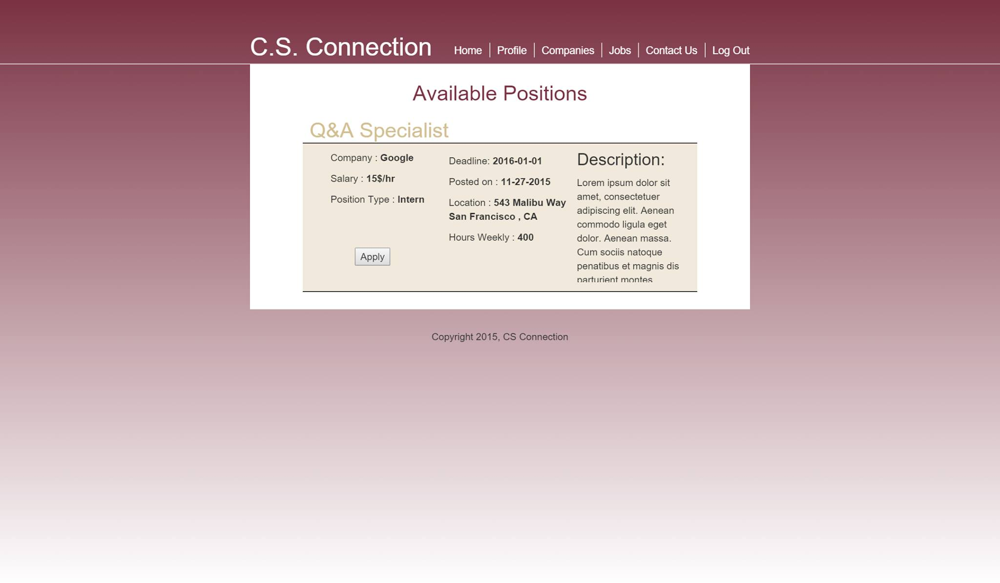 C.S. Connection
Home
Profile
Companies
Jobs
Contact Us
Log Out
Available Positions
Q&A Specialist
Company : Google
Salary : 15$/hr
Position Type : Intern
Apply
Deadline: 2016-01-01
Posted on : 11-27-2015
Location : 543 Malibu Way
San Francisco , CA
Hours Weekly : 400
Description:
Lorem ipsum dolor sit
amet, consectetuer
adipiscing elit. Aenean
commodo ligula eget
dolor. Aenean massa.
Cum sociis natoque
penatibus et magnis dis
parturient montes
Copyright 2015, CS Connection